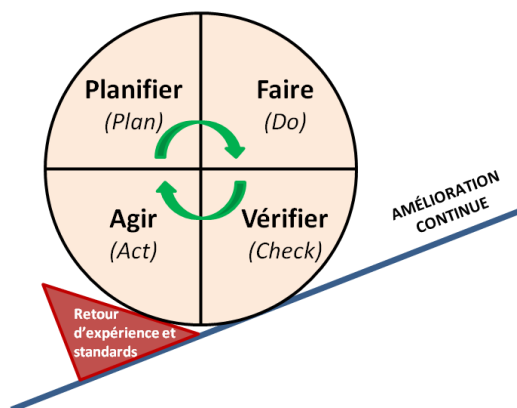 Planifier
(Plan)
Faire
(Do)
Agir
(Act)
Vérifier
(Check)
AMÉLIORATION
CONTINUE
Retour
d'expérience et
standards